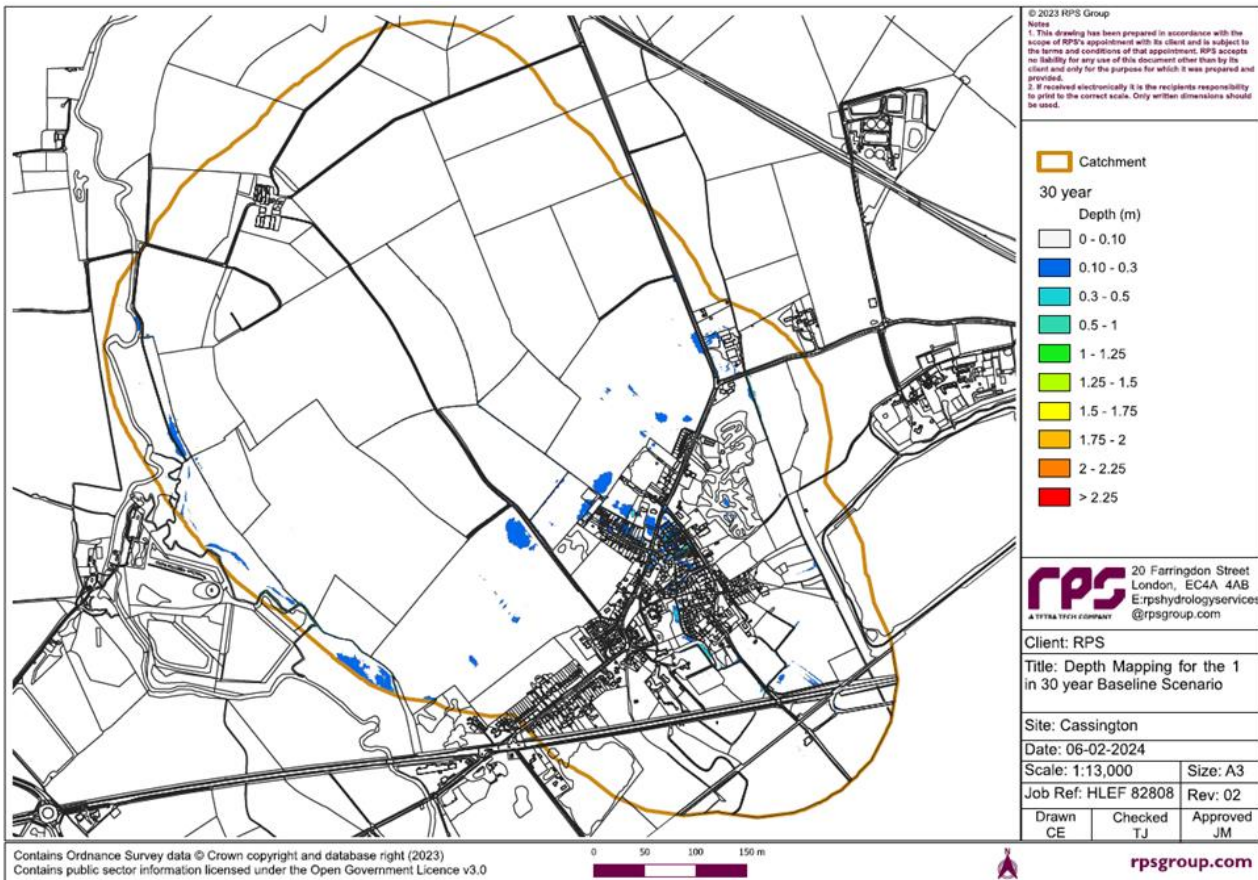 © 2023 RPS Group
Notes
1. This drawing has been prepared in accordance with the
scope of RPS's appointment with its client and is subject to
the terms and conditions of that appointment. RPS accepts
no liability for any use of this document other than by its
client and only for the purpose for which it was prepared and
provided.
2. If received electronically it is the recipients responsibility
to print to the correct scale. Only written dimensions should
be used.
Catchment
30 year
Depth (m)
0 - 0.10
0.10 - 0.3
0.3 - 0.5
0.5 - 1
1 - 1.25
1.25 - 1.5
1.5 - 1.75
1.75 - 2
2 - 2.25
> 2.25
rps
A TETRA TECH COMPANY
20 Farringdon Street
London, EC4A 4AB
E:rpshydrologyservices
@rpsgroup.com
Client: RPS
Title: Depth Mapping for the 1
in 30 year Baseline Scenario
Site: Cassington
Date: 06-02-2024
Scale: 1:13,000 Size: A3
Job Ref: HLEF 82808 Rev: 02
Drawn Checked Approved
CE TJ JM
Contains Ordnance Survey data © Crown copyright and database right (2023)
Contains public sector information licensed under the Open Government Licence v3.0
0 50 100 150 m
N
rpsgroup.com